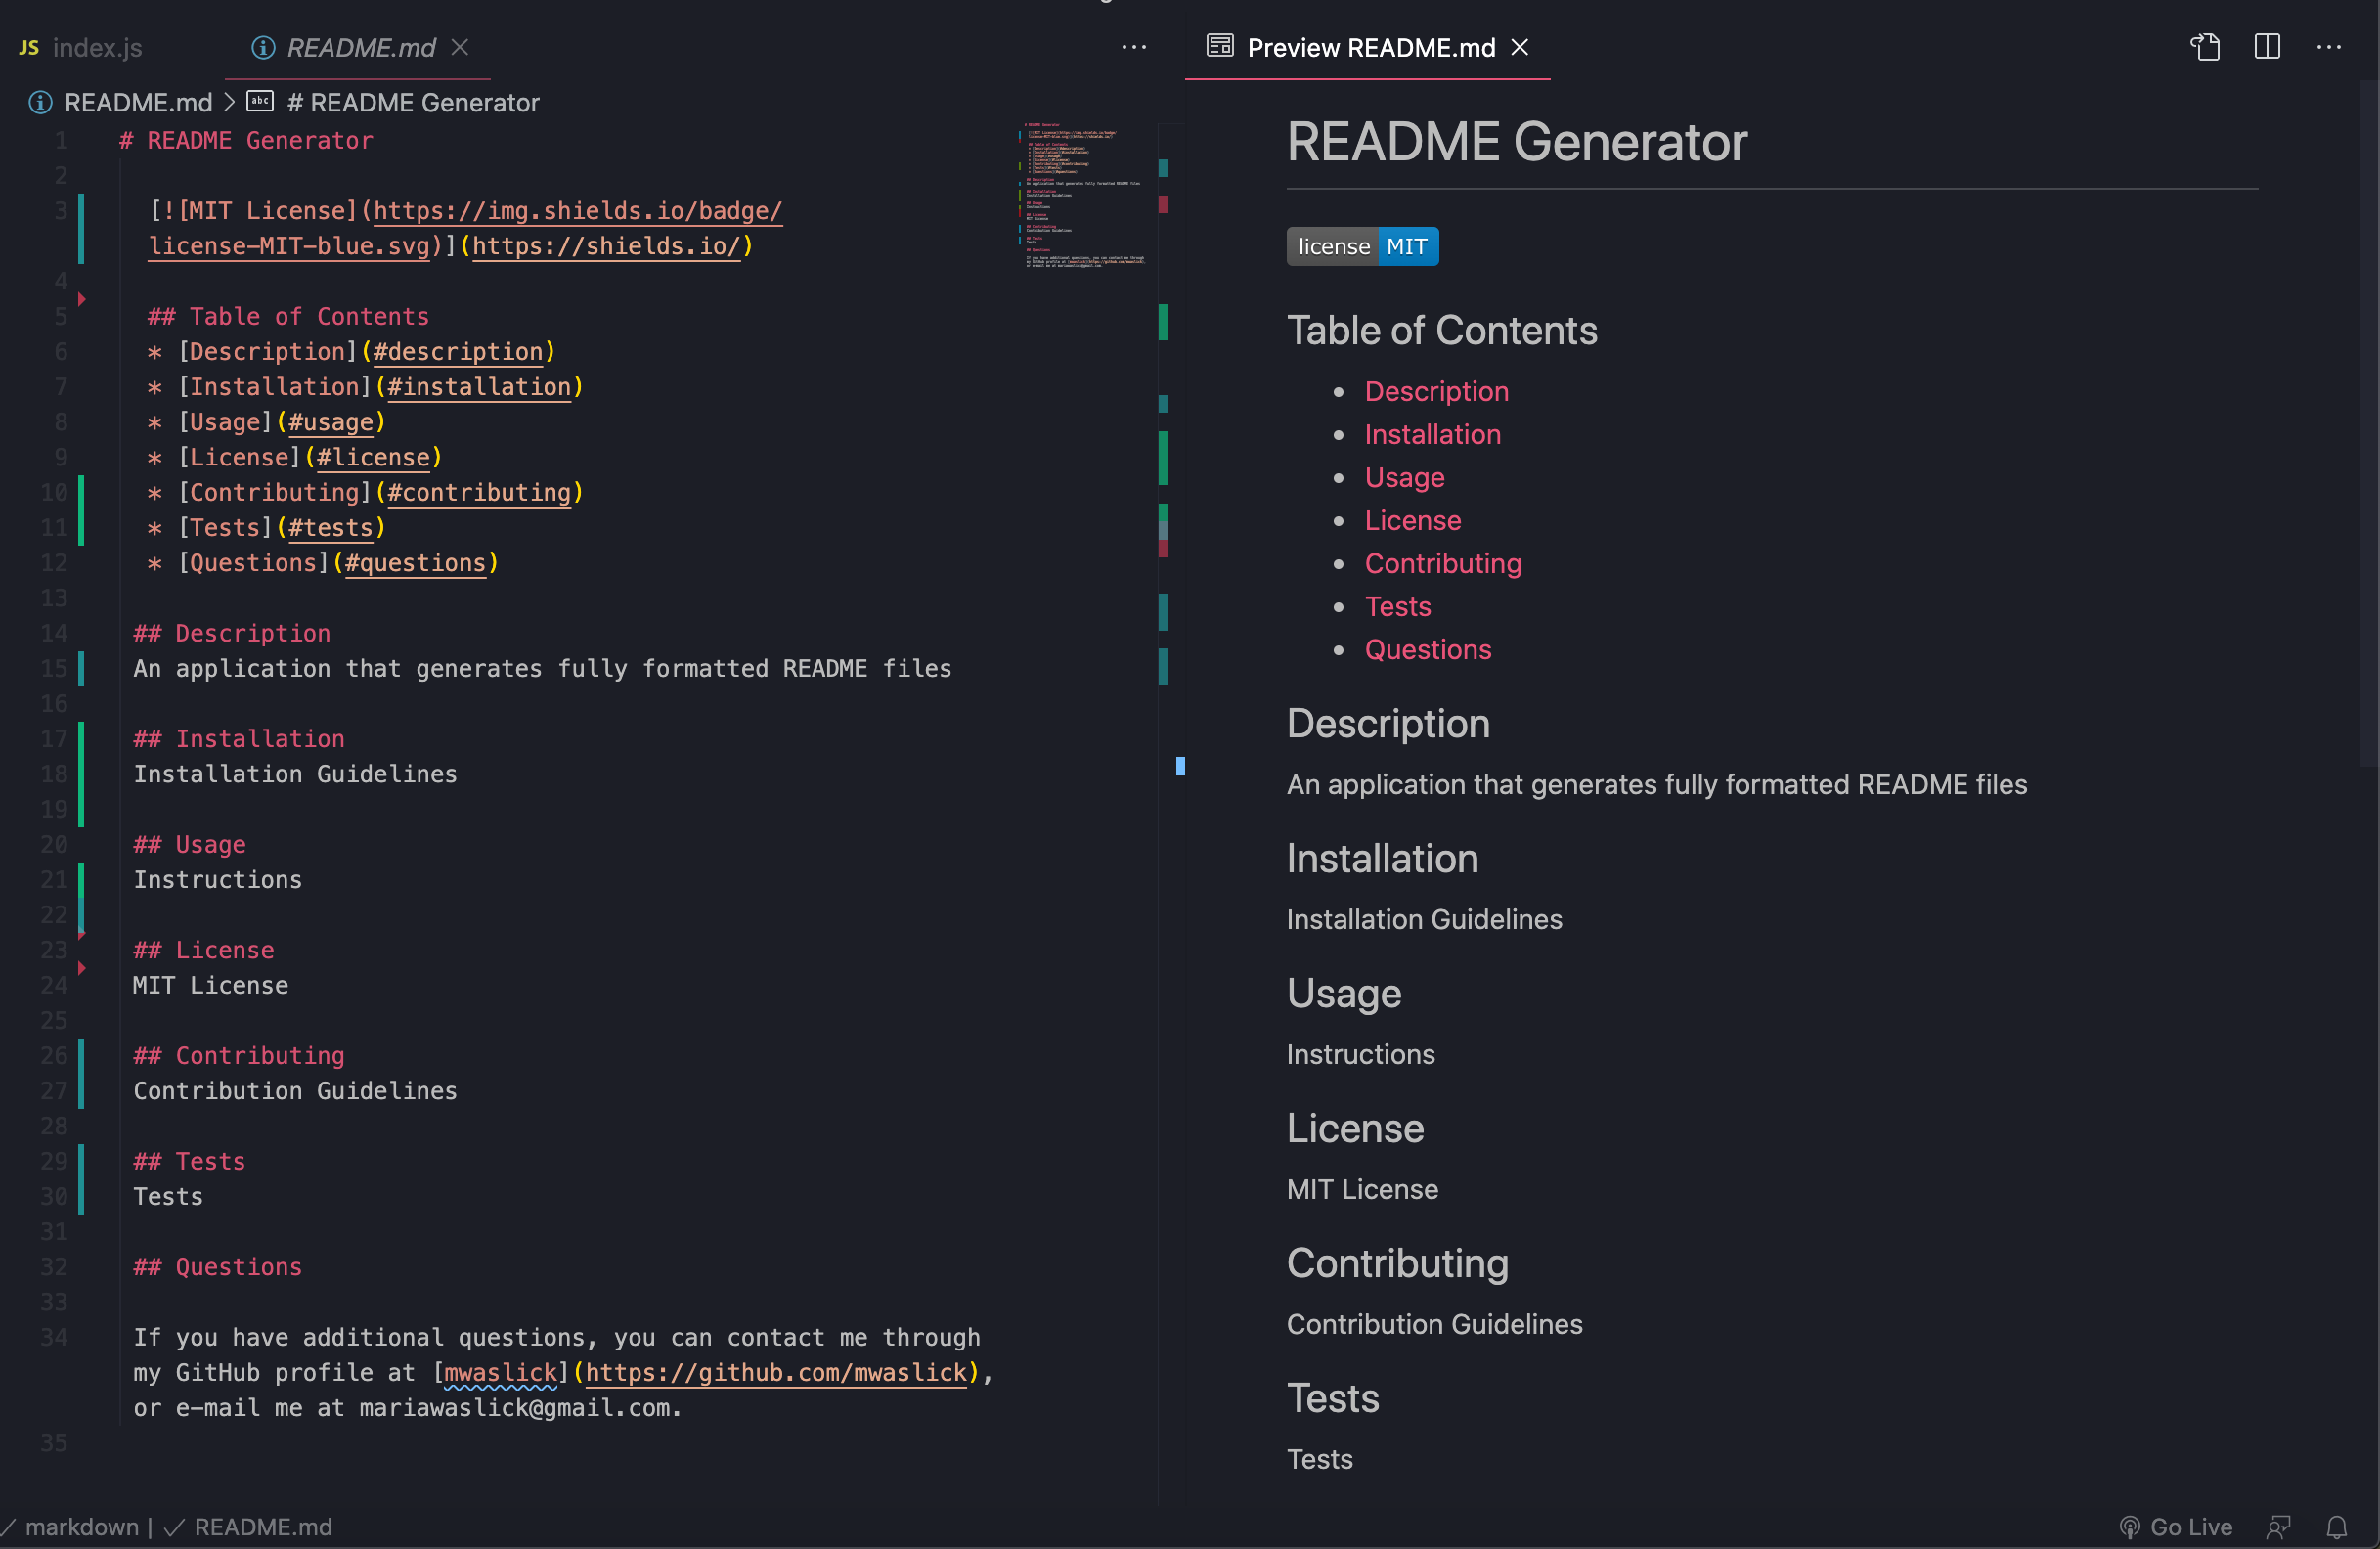 JS index.js
README.md
Preview README.md
README.md > # README Generator
1 # README Generator
2
3 [![MIT License](https://img.shields.io/badge/
license-MIT-blue.svg)](https://shields.io/)
4
5 ## Table of Contents
6 * [Description](#description)
7 * [Installation](#installation)
8 * [Usage](#usage)
9 * [License](#license)
10 * [Contributing](#contributing)
11 * [Tests](#tests)
12 * [Questions](#questions)
13
14 ## Description
15 An application that generates fully formatted README files
16
17 ## Installation
18 Installation Guidelines
19
20 ## Usage
21 Instructions
22
23 ## License
24 MIT License
25
26 ## Contributing
27 Contribution Guidelines
28
29 ## Tests
30 Tests
31
32 ## Questions
33
34 If you have additional questions, you can contact me through
my GitHub profile at [mwaslick](https://github.com/mwaslick),
or e-mail me at mariawaslick@gmail.com.
35
README Generator
license MIT
Table of Contents
• Description
• Installation
• Usage
• License
• Contributing
• Tests
• Questions
Description
An application that generates fully formatted README files
Installation
Installation Guidelines
Usage
Instructions
License
MIT License
Contributing
Contribution Guidelines
Tests
Tests
✓ markdown | ✓ README.md
Go Live